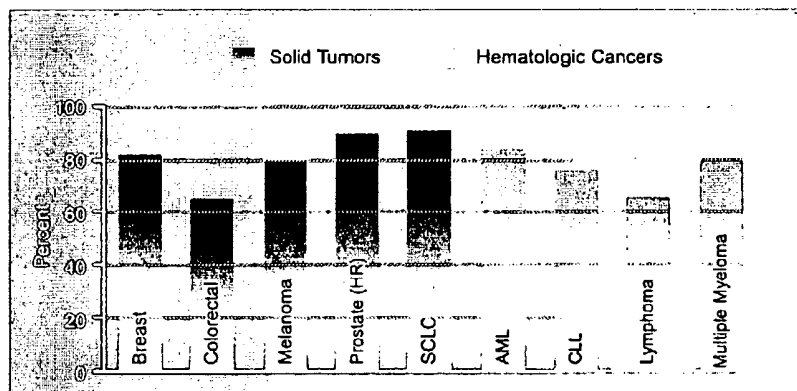 Solid Tumors
Hematologic Cancers
Percent
100
80
60
40
20
0
Breast
Colorectal
Melanoma
Prostate (HR)
SCLC
AML
CLL
Lymphoma
Multiple Myeloma